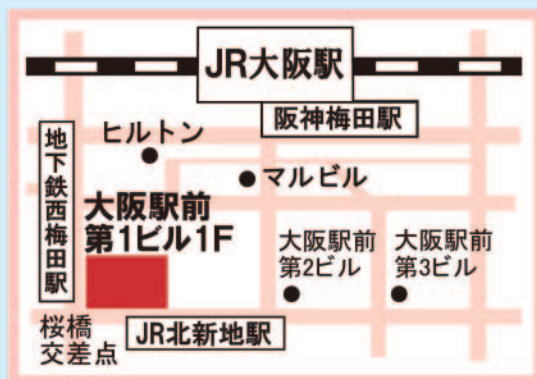 JR大阪駅
阪神梅田駅
ヒルトン
マルビル
地下鉄西梅田駅
大阪駅前
第1ビル1F
大阪駅前
第2ビル
大阪駅前
第3ビル
桜橋
交差点
JR北新地駅